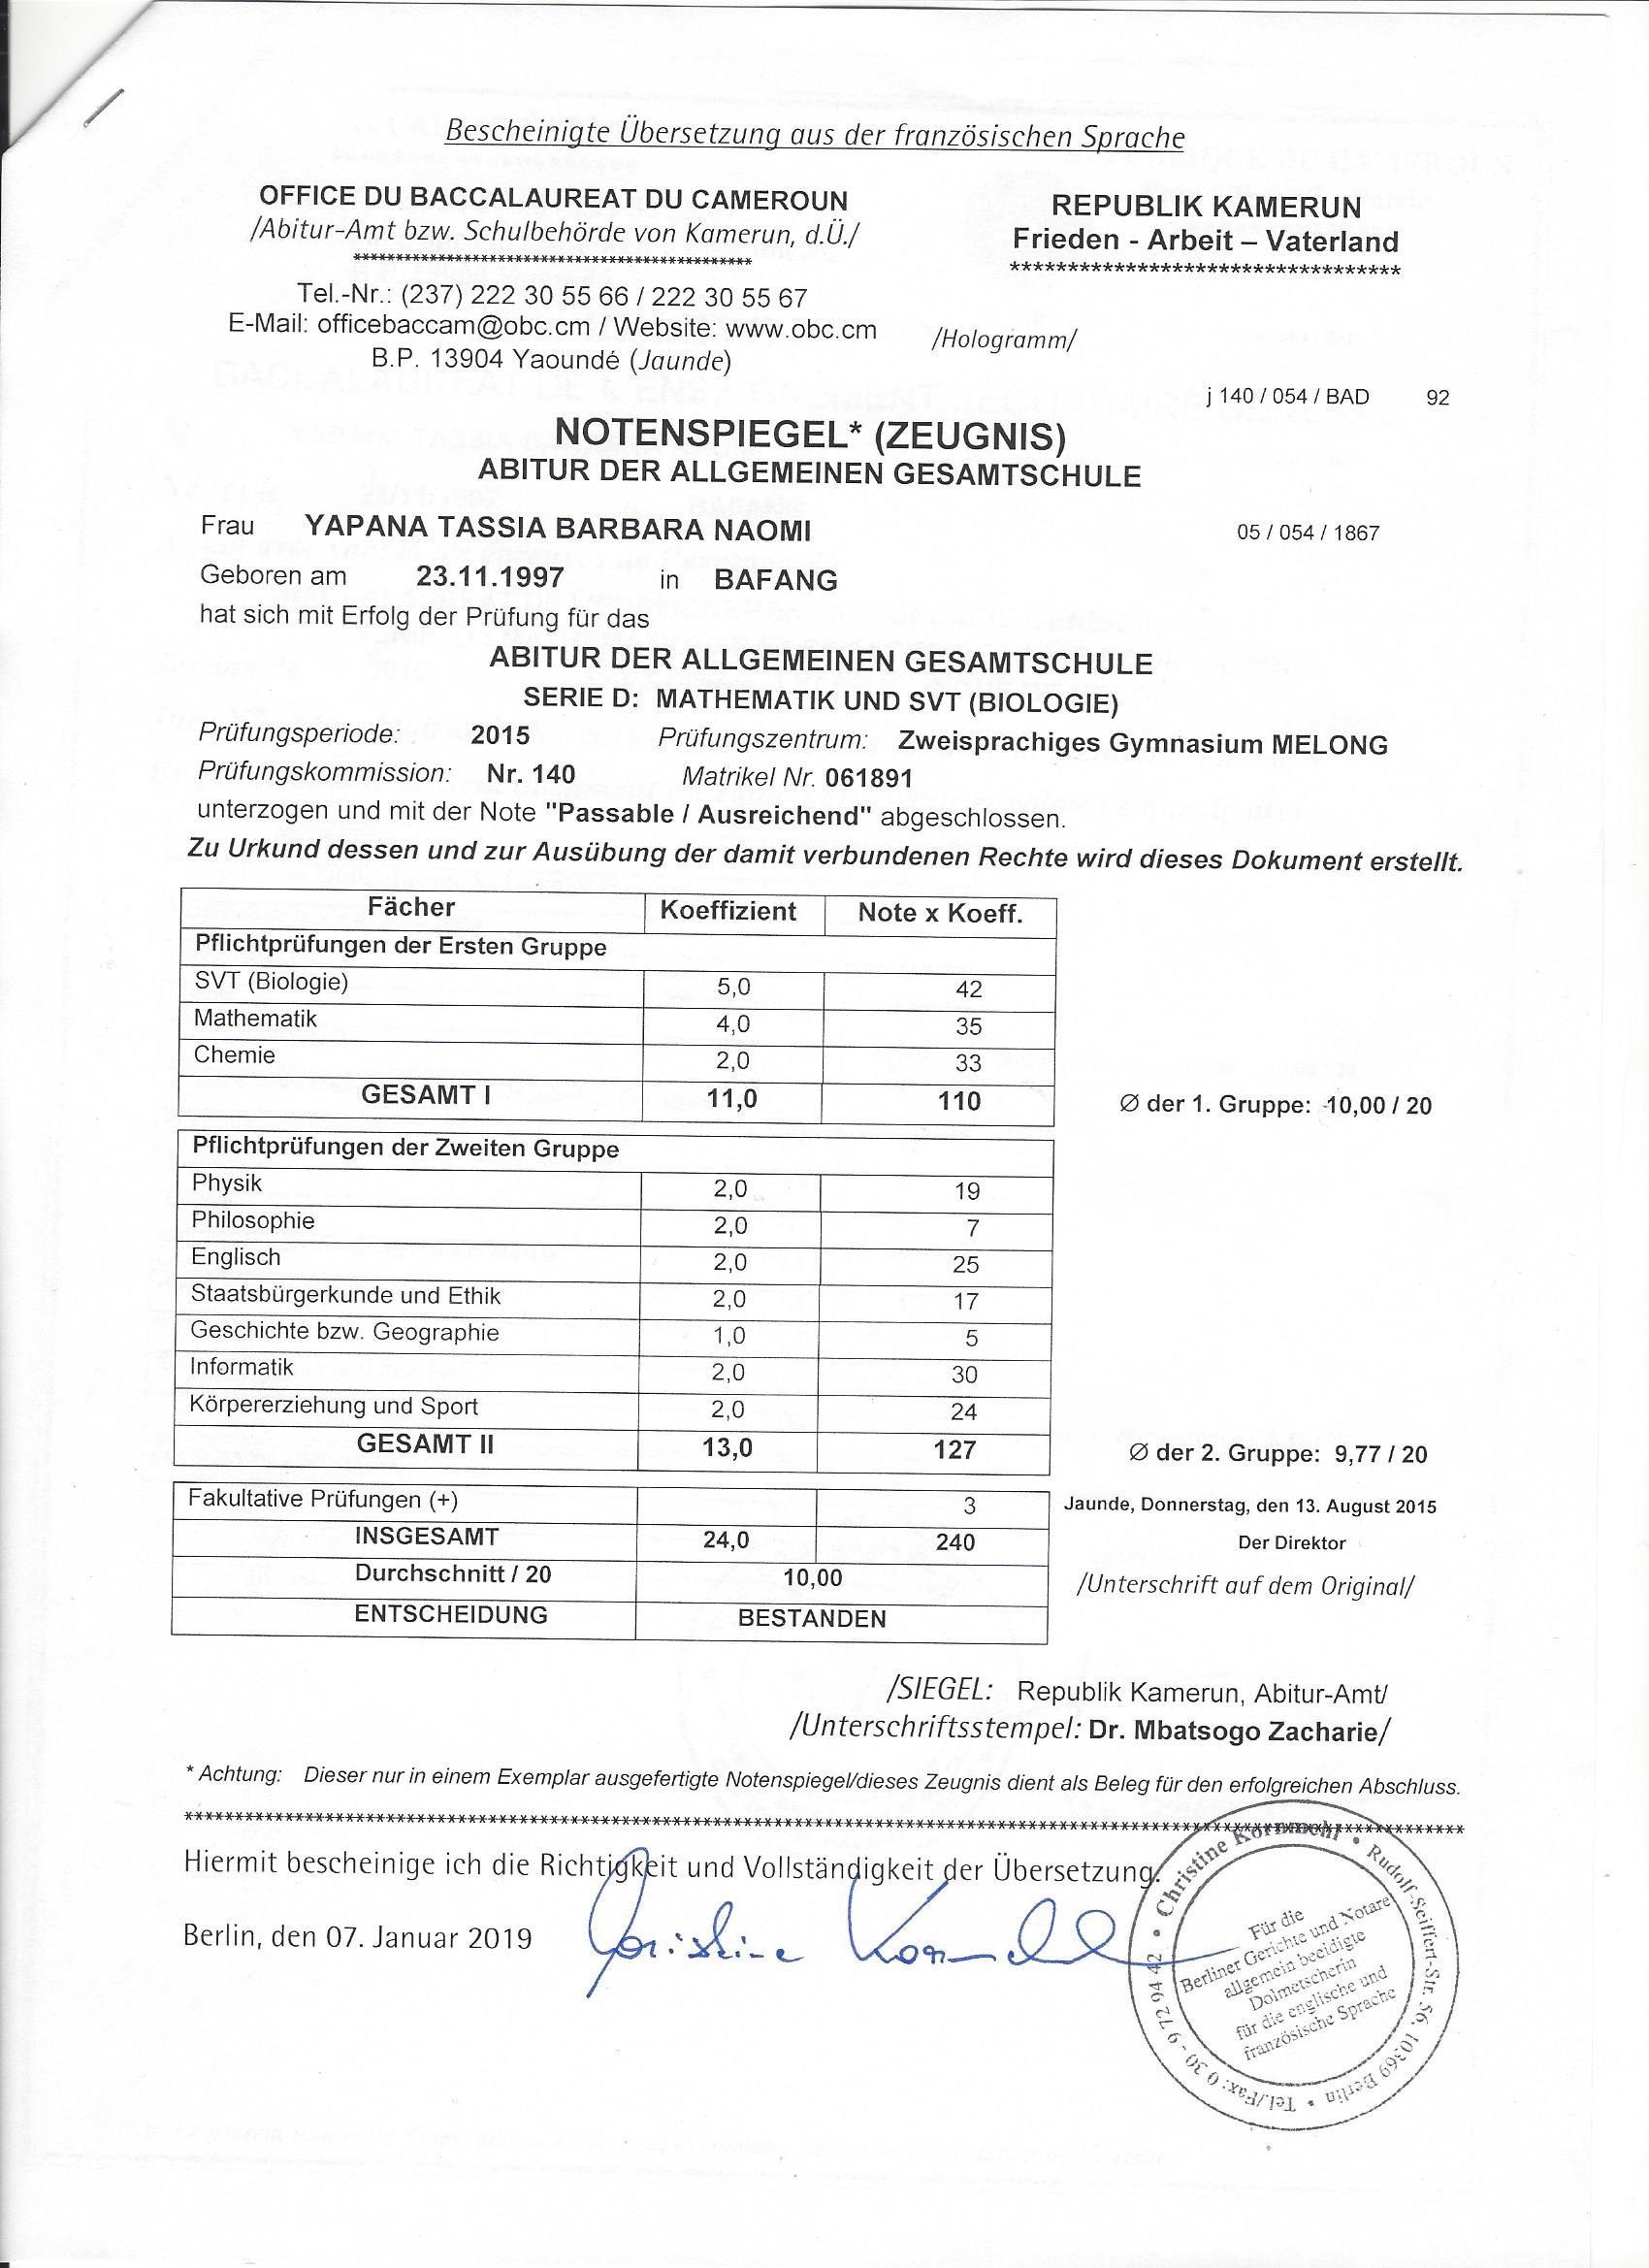 Bescheinigte Übersetzung aus der französischen Sprache
OFFICE DU BACCALAUREAT DU CAMEROUN
/Abitur-Amt bzw. Schulbehörde von Kamerun, d.Ü./
***********************************************
Tel.-Nr.: (237) 222 30 55 66 / 222 30 55 67
E-Mail: officebaccam@obc.cm / Website: www.obc.cm
B.P. 13904 Yaoundé (Jaunde)
REPUBLIK KAMERUN
Frieden - Arbeit – Vaterland
**********************************
/Hologramm/
j 140 / 054 / BAD 92
NOTENSPIEGEL* (ZEUGNIS)
ABITUR DER ALLGEMEINEN GESAMTSCHULE
Frau YAPANA TASSIA BARBARA NAOMI 05 / 054 / 1867
Geboren am 23.11.1997 in BAFANG
hat sich mit Erfolg der Prüfung für das
ABITUR DER ALLGEMEINEN GESAMTSCHULE
SERIE D: MATHEMATIK UND SVT (BIOLOGIE)
Prüfungsperiode: 2015 Prüfungszentrum: Zweisprachiges Gymnasium MELONG
Prüfungskommission: Nr. 140 Matrikel Nr. 061891
unterzogen und mit der Note "Passable / Ausreichend" abgeschlossen.
Zu Urkund dessen und zur Ausübung der damit verbundenen Rechte wird dieses Dokument erstellt.
Fächer Koeffizient Note x Koeff.
Pflichtprüfungen der Ersten Gruppe
SVT (Biologie) 5,0 42
Mathematik 4,0 35
Chemie 2,0 33
GESAMT I 11,0 110 Ø der 1. Gruppe: 10,00 / 20
Pflichtprüfungen der Zweiten Gruppe
Physik 2,0 19
Philosophie 2,0 7
Englisch 2,0 25
Staatsbürgerkunde und Ethik 2,0 17
Geschichte bzw. Geographie 1,0 5
Informatik 2,0 30
Körpererziehung und Sport 2,0 24
GESAMT II 13,0 127 Ø der 2. Gruppe: 9,77 / 20
Fakultative Prüfungen (+) 3 Jaunde, Donnerstag, den 13. August 2015
INSGESAMT 24,0 240 Der Direktor
Durchschnitt / 20 10,00 /Unterschrift auf dem Original/
ENTSCHEIDUNG BESTANDEN
/SIEGEL: Republik Kamerun, Abitur-Amt/
/Unterschriftsstempel: Dr. Mbatsogo Zacharie/
* Achtung: Dieser nur in einem Exemplar ausgefertigte Notenspiegel/dieses Zeugnis dient als Beleg für den erfolgreichen Abschluss.
Hiermit bescheinige ich die Richtigkeit und Vollständigkeit der Übersetzung.
Berlin, den 07. Januar 2019
Christine Kornmehl
• Christine Kornmehl • Rudolf-Seiffert-Str. 56, 10369 Berlin • Tel./Fax: 0 30 - 9 72 94 42
Für die
Berliner Gerichte und Notare
allgemein beeidigte
Dolmetscherin
für die englische und
französische Sprache